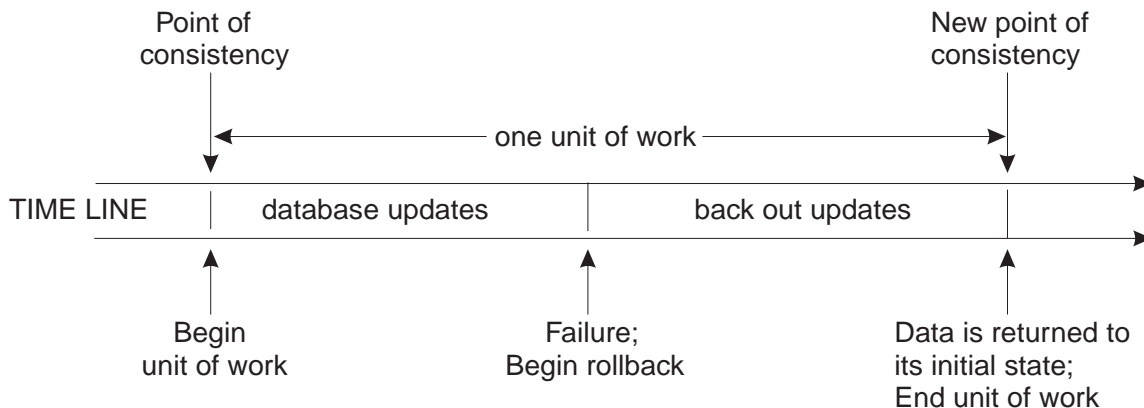 Point of
consistency
New point of
consistency
one unit of work
TIME LINE
database updates
back out updates
Begin
unit of work
Failure;
Begin rollback
Data is returned to
its initial state;
End unit of work